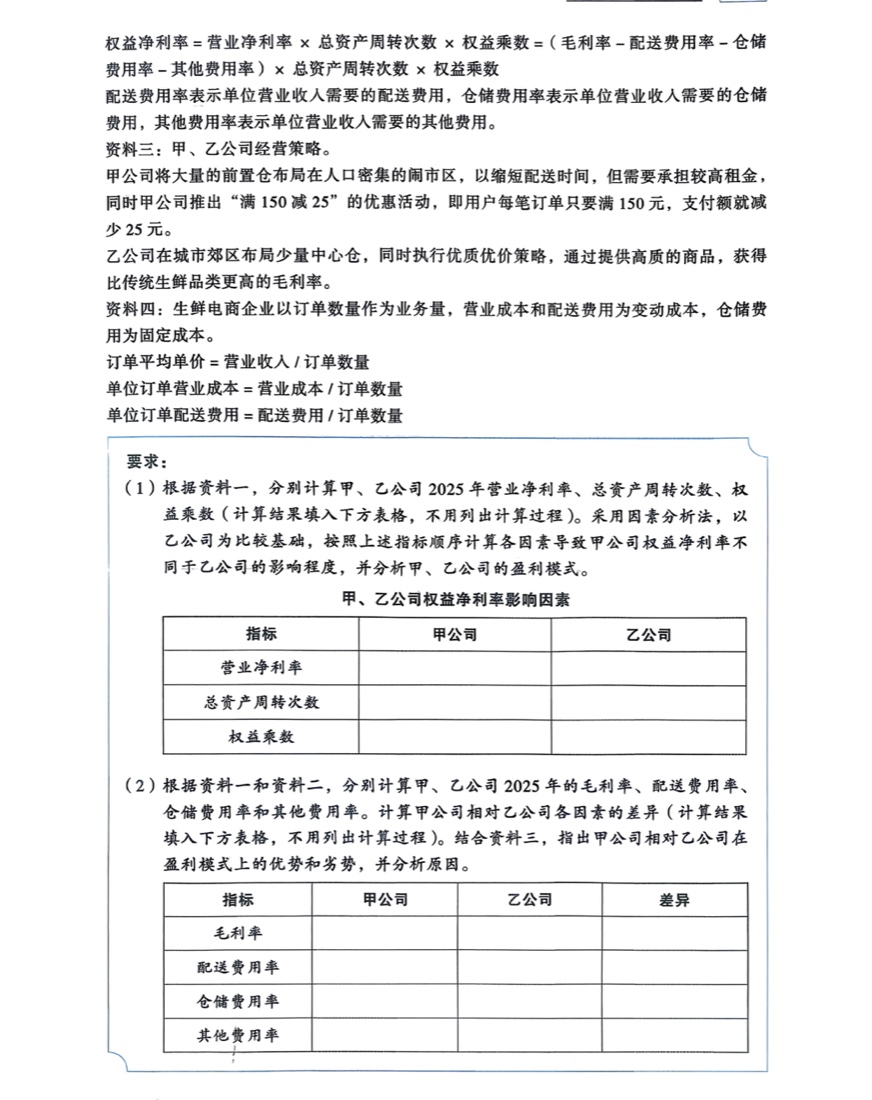 权益净利率 = 营业净利率 × 总资产周转次数 × 权益乘数 =（毛利率 - 配送费用率 - 仓储
费用率 - 其他费用率）× 总资产周转次数 × 权益乘数
配送费用率表示单位营业收入需要的配送费用，仓储费用率表示单位营业收入需要的仓储
费用，其他费用率表示单位营业收入需要的其他费用。
资料三：甲、乙公司经营策略。
甲公司将大量的前置仓布局在人口密集的闹市区，以缩短配送时间，但需要承担较高租金，
同时甲公司推出“满 150 减 25”的优惠活动，即用户每笔订单只要满 150 元，支付额就减
少 25 元。
乙公司在城市郊区布局少量中心仓，同时执行优质优价策略，通过提供高质的商品，获得
比传统生鲜品类更高的毛利率。
资料四：生鲜电商企业以订单数量作为业务量，营业成本和配送费用为变动成本，仓储费
用为固定成本。
订单平均单价 = 营业收入 / 订单数量
单位订单营业成本 = 营业成本 / 订单数量
单位订单配送费用 = 配送费用 / 订单数量
要求：
（1）根据资料一，分别计算甲、乙公司 2025 年营业净利率、总资产周转次数、权
益乘数（计算结果填入下方表格，不用列出计算过程）。采用因素分析法，以
乙公司为比较基础，按照上述指标顺序计算各因素导致甲公司权益净利率不
同于乙公司的影响程度，并分析甲、乙公司的盈利模式。
甲、乙公司权益净利率影响因素
指标 甲公司 乙公司
营业净利率
总资产周转次数
权益乘数
（2）根据资料一和资料二，分别计算甲、乙公司 2025 年的毛利率、配送费用率、
仓储费用率和其他费用率。计算甲公司相对乙公司各因素的差异（计算结果
填入下方表格，不用列出计算过程）。结合资料三，指出甲公司相对乙公司在
盈利模式上的优势和劣势，并分析原因。
指标 甲公司 乙公司 差异
毛利率
配送费用率
仓储费用率
其他费用率